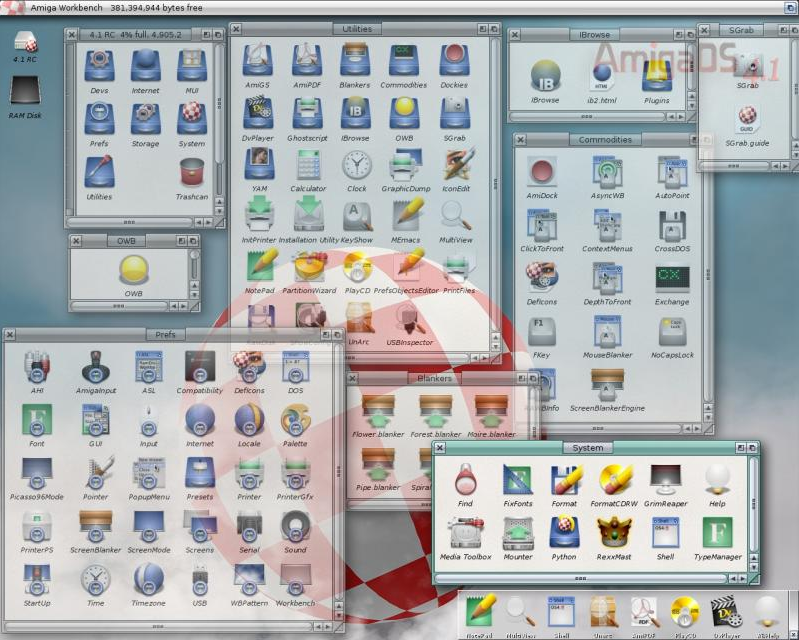 Amiga Workbench 381,394,944 bytes free
4.1 RC
RAM Disk
4.1 RC 4% full, 4,905.2
Devs Internet MUI
Prefs Storage System
Utilities Trashcan
OWB
OWB
Utilities
AmiGS AmiPDF Blankers Commodities Dockies
DvPlayer Ghostscript IBrowse OWB SGrab
YAM Calculator Clock GraphicDump IconEdit
InitPrinter Installation Utility KeyShow MEmacs MultiView
NotePad PartitionWizard PlayCD PrefsObjectsEditor PrintFiles
UnArc USBInspector
IBrowse
IBrowse ib2.html Plugins
AmigaOS 4.1
SGrab
SGrab
SGrab.guide
Commodities
AmiDock AsyncWB AutoPoint
ClickToFront ContextMenus CrossDOS
DefIcons DepthToFront Exchange
FKey MouseBlanker NoCapsLock
ScreenBlankerEngine
Prefs
AHI AmigaInput ASL Compatibility DefIcons DOS
Font GUI Input Internet Locale Palette
Picasso96Mode Pointer PopupMenu Presets Printer PrinterGfx
PrinterPS ScreenBlanker ScreenMode Screens Serial Sound
StartUp Time Timezone USB WBPattern Workbench
Blankers
Flower.blanker Forest.blanker Moire.blanker
Pipe.blanker
System
Find FixFonts Format FormatCDRW GrimReaper Help
Media Toolbox Mounter Python RexxMast Shell TypeManager
NotePad MultiView Shell Unarc AmiPDF PlayCD DvPlayer